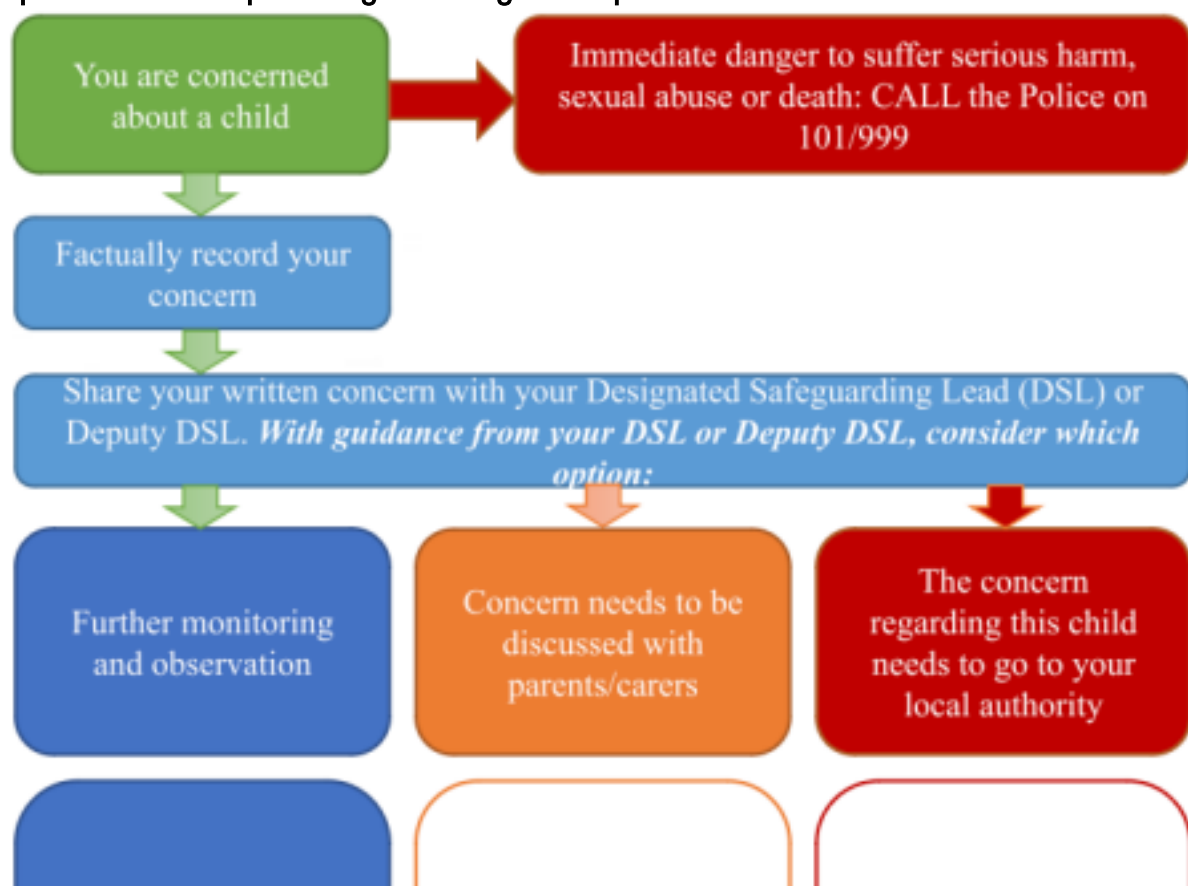 You are concerned
about a child
Immediate danger to suffer serious harm,
sexual abuse or death: CALL the Police on
101/999
Factually record your
concern
Share your written concern with your Designated Safeguarding Lead (DSL) or
Deputy DSL. With guidance from your DSL or Deputy DSL, consider which
option:
Further monitoring
and observation
Concern needs to be
discussed with
parents/carers
The concern
regarding this child
needs to go to your
local authority